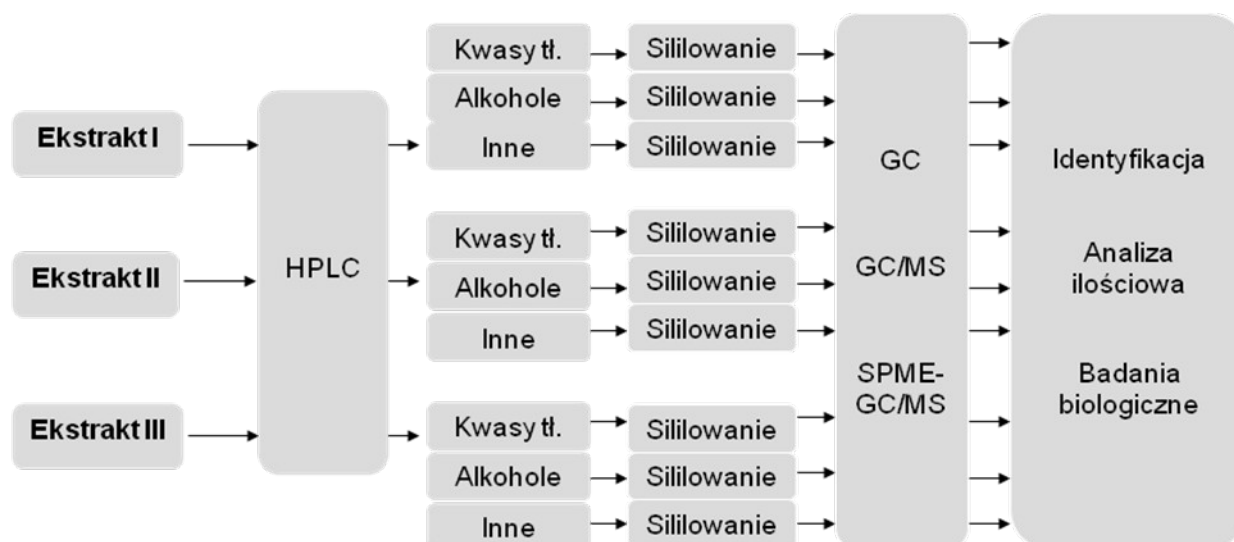 Ekstrakt I
Ekstrakt II
Ekstrakt III
HPLC
Kwasy tł.
Alkohole
Inne
Kwasy tł.
Alkohole
Inne
Kwasy tł.
Alkohole
Inne
Sililowanie
Sililowanie
Sililowanie
Sililowanie
Sililowanie
Sililowanie
Sililowanie
Sililowanie
Sililowanie
GC
GC/MS
SPME-
GC/MS
Identyfikacja
Analiza
ilościowa
Badania
biologiczne